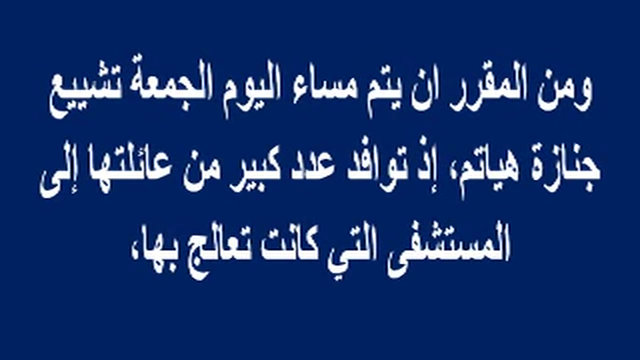 ومن المقرر ان يتم مساء اليوم الجمعة تشييع
جنازة هياتم، إذ توافد عدد كبير من عائلتها إلى
المستشفى التي كانت تعالج بها،